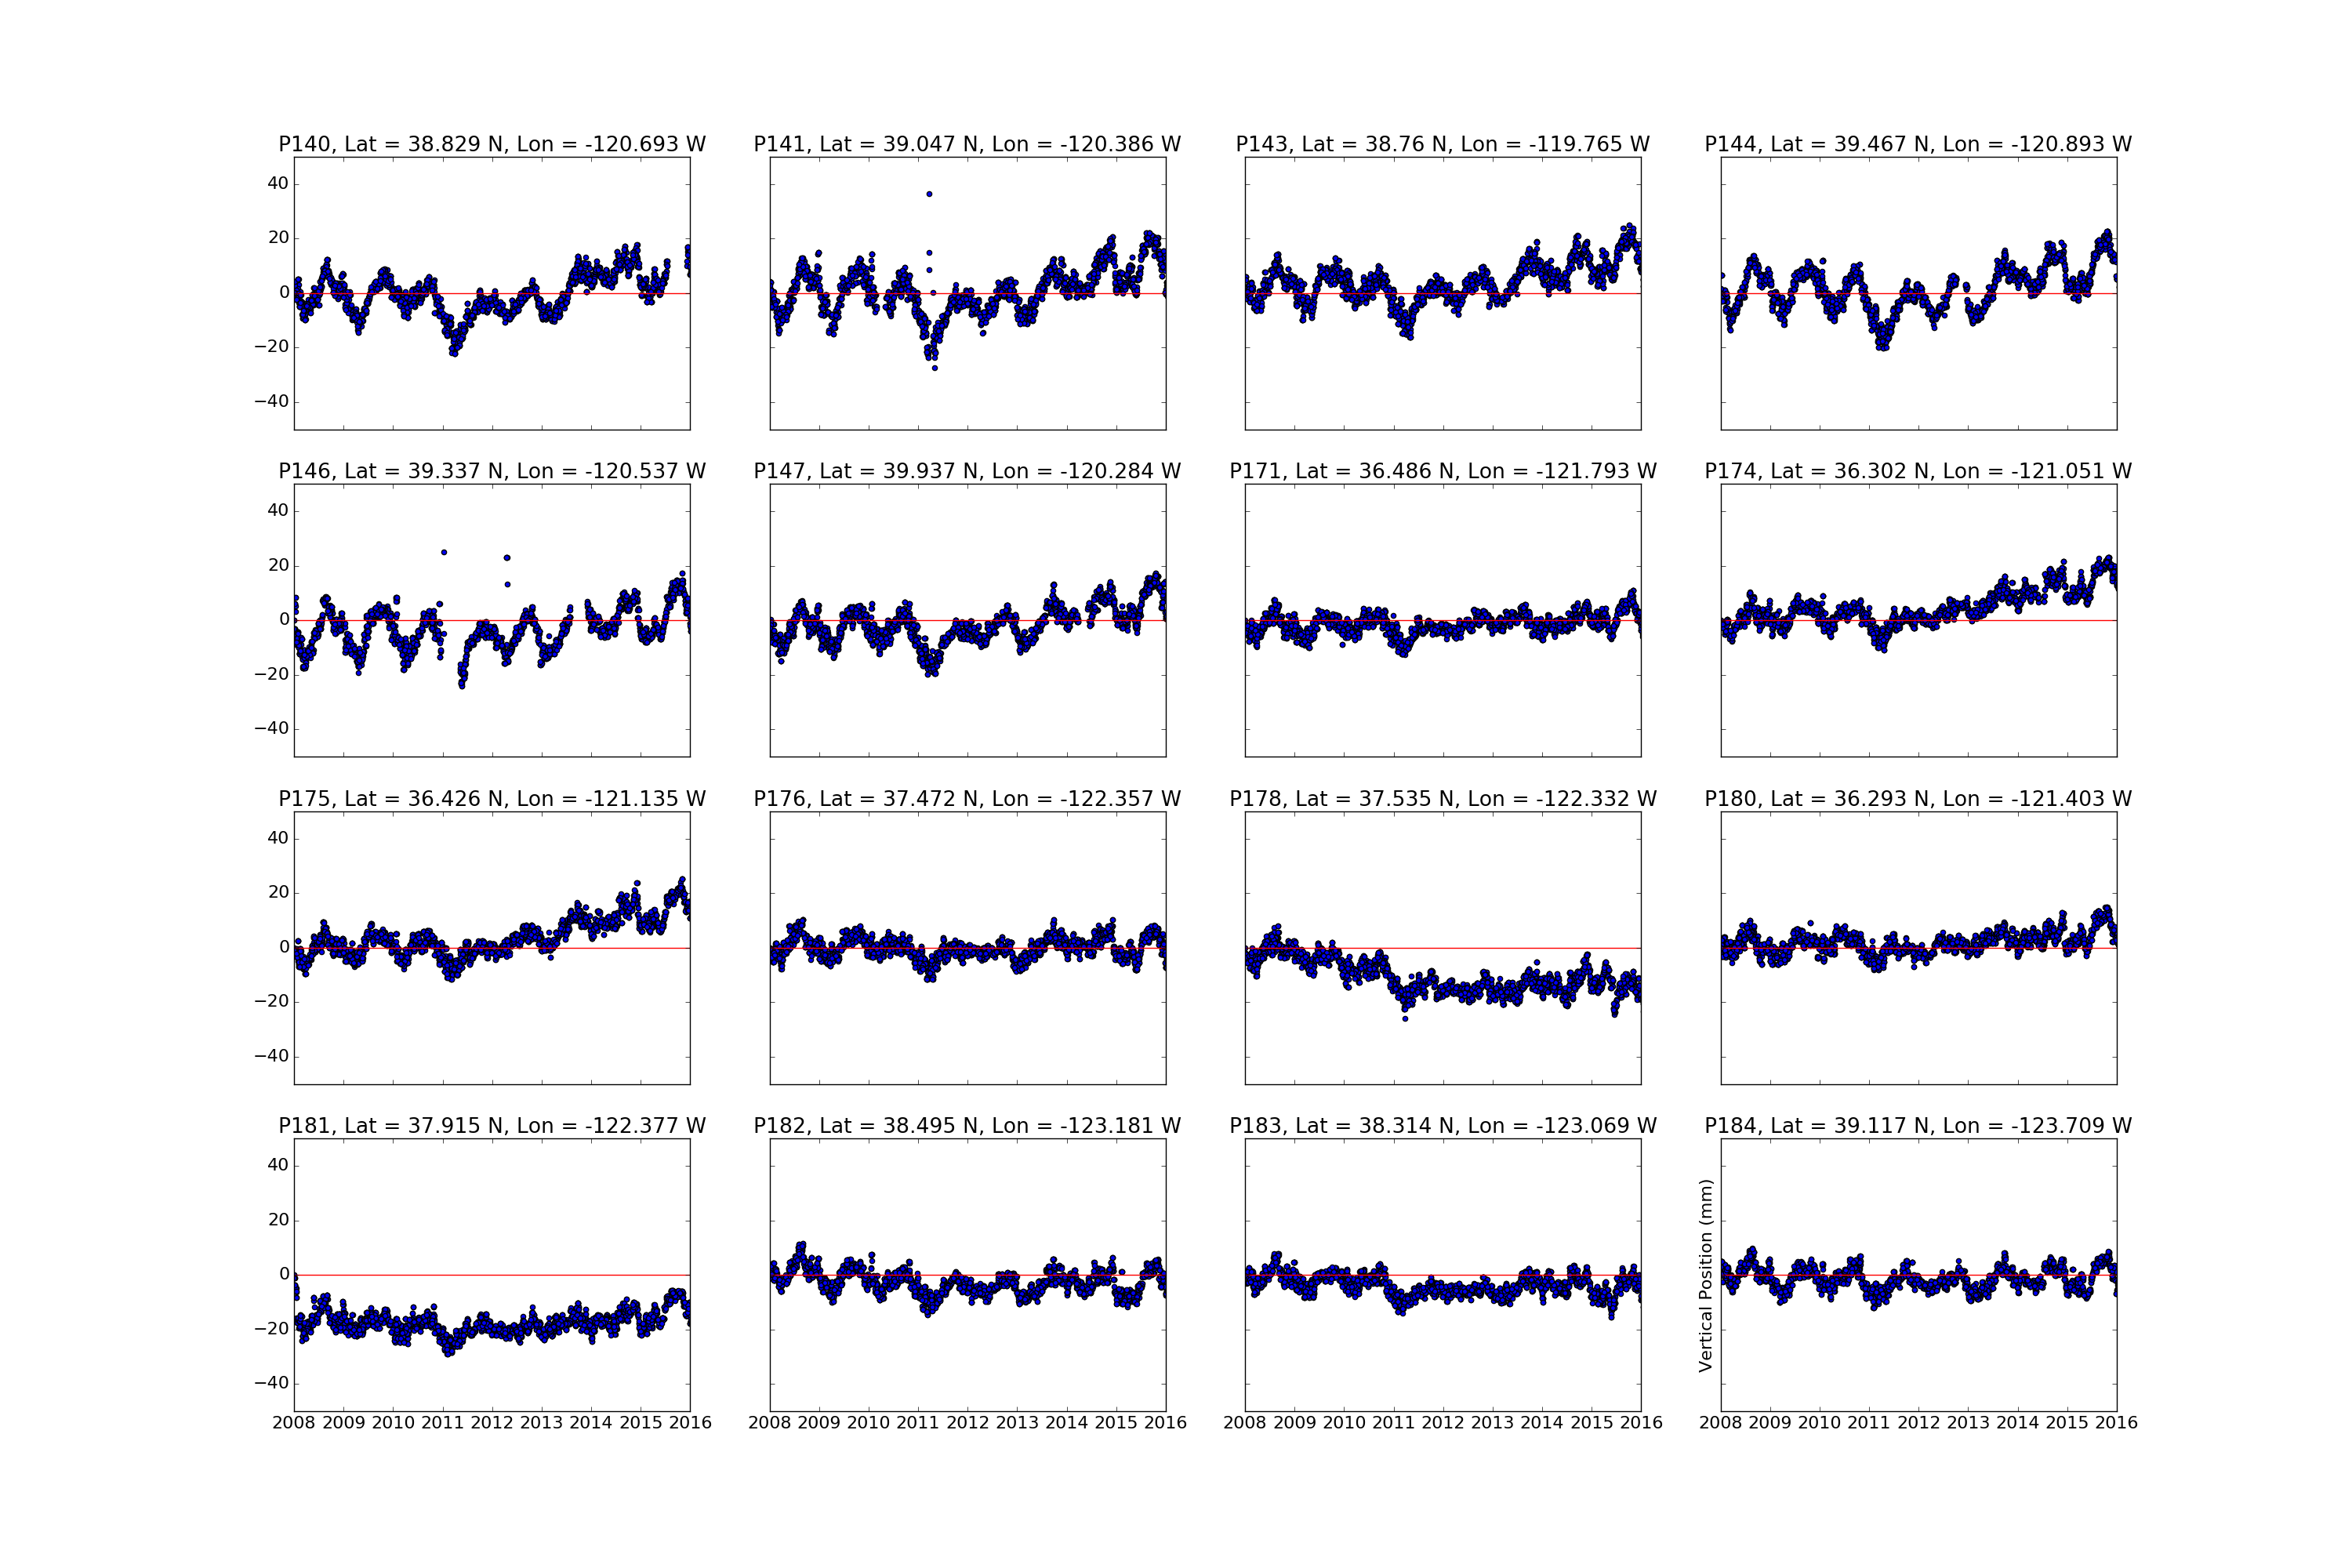 P140, Lat = 38.829 N, Lon = -120.693 W
P141, Lat = 39.047 N, Lon = -120.386 W
P143, Lat = 38.76 N, Lon = -119.765 W
P144, Lat = 39.467 N, Lon = -120.893 W
40
20
0
−20
−40
P146, Lat = 39.337 N, Lon = -120.537 W
P147, Lat = 39.937 N, Lon = -120.284 W
P171, Lat = 36.486 N, Lon = -121.793 W
P174, Lat = 36.302 N, Lon = -121.051 W
40
20
0
−20
−40
P175, Lat = 36.426 N, Lon = -121.135 W
P176, Lat = 37.472 N, Lon = -122.357 W
P178, Lat = 37.535 N, Lon = -122.332 W
P180, Lat = 36.293 N, Lon = -121.403 W
40
20
0
−20
−40
P181, Lat = 37.915 N, Lon = -122.377 W
P182, Lat = 38.495 N, Lon = -123.181 W
P183, Lat = 38.314 N, Lon = -123.069 W
P184, Lat = 39.117 N, Lon = -123.709 W
40
20
0
−20
−40
Vertical Position (mm)
2008 2009 2010 2011 2012 2013 2014 2015 2016
2008 2009 2010 2011 2012 2013 2014 2015 2016
2008 2009 2010 2011 2012 2013 2014 2015 2016
2008 2009 2010 2011 2012 2013 2014 2015 2016